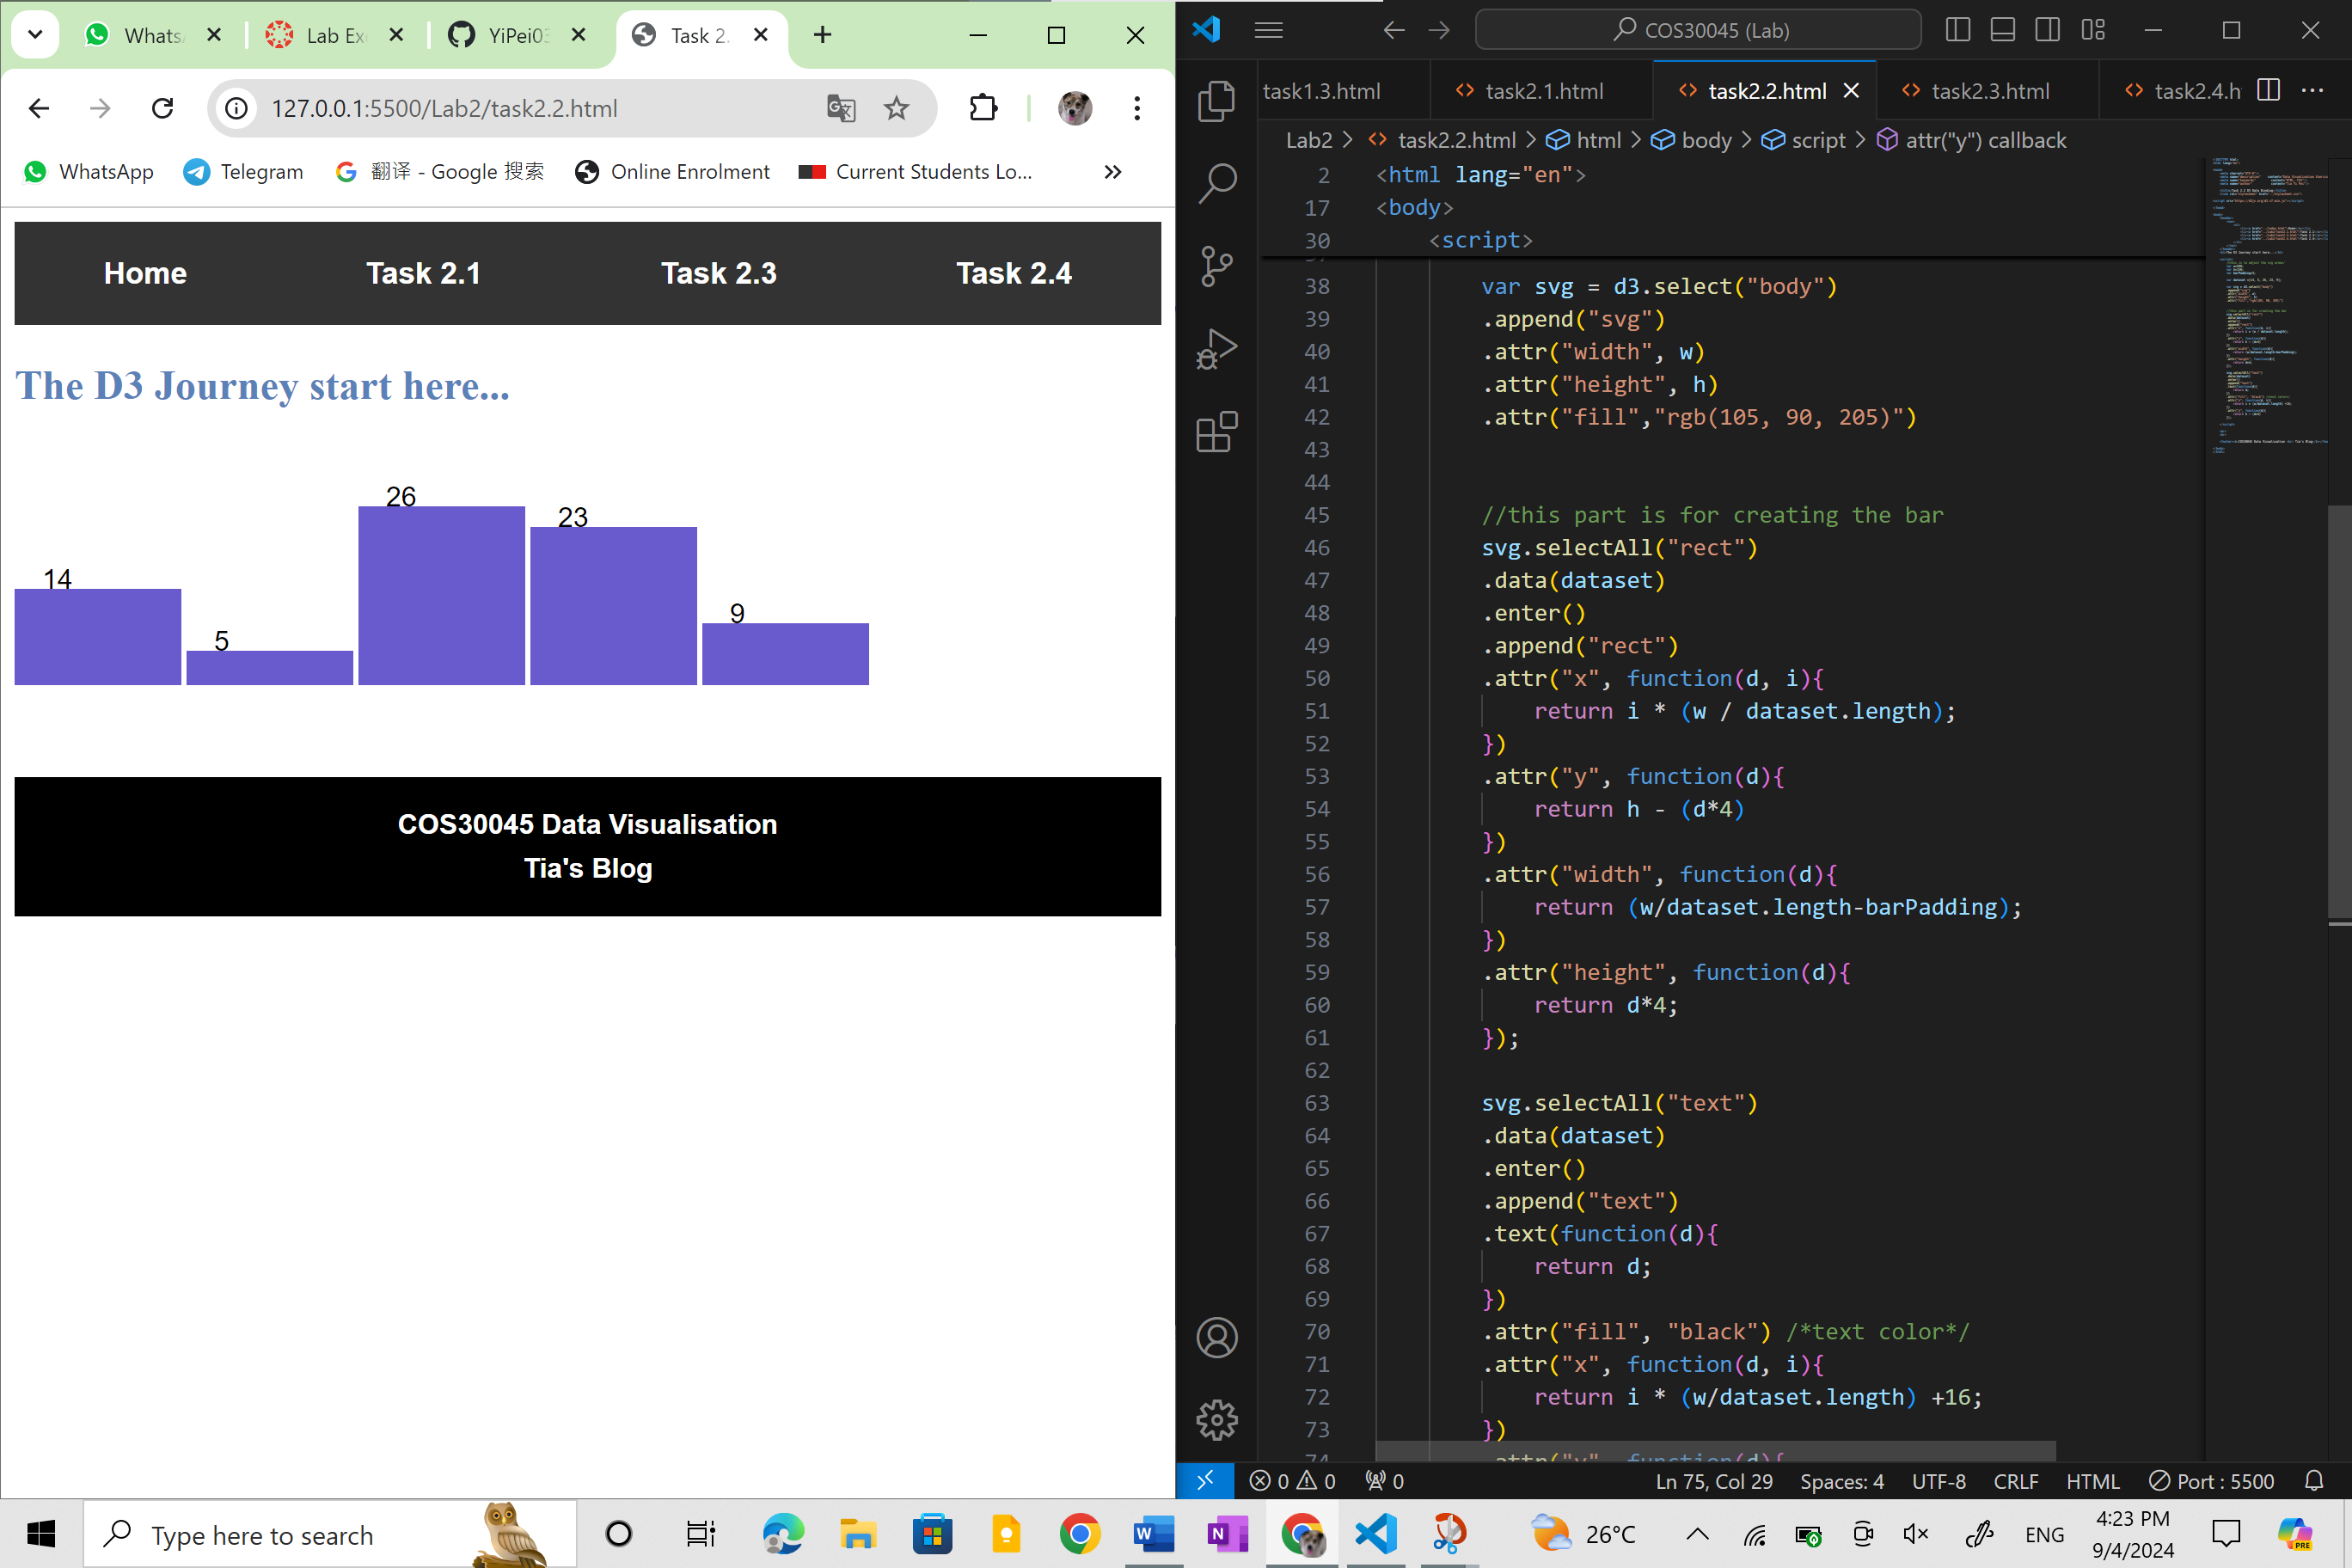 Whats
Lab Ex
YiPei03
Task 2.
127.0.0.1:5500/Lab2/task2.2.html
WhatsApp
Telegram
翻译 - Google 搜索
Online Enrolment
Current Students Lo...
Home
Task 2.1
Task 2.3
Task 2.4
The D3 Journey start here...
14
5
26
23
9
COS30045 Data Visualisation
Tia's Blog
COS30045 (Lab)
task1.3.html
task2.1.html
task2.2.html
task2.3.html
task2.4.h
Lab2 > task2.2.html > html > body > script > attr("y") callback
2 <html lang="en">
17 <body>
30 <script>
38 var svg = d3.select("body")
39 .append("svg")
40 .attr("width", w)
41 .attr("height", h)
42 .attr("fill","rgb(105, 90, 205)")
43
44
45 //this part is for creating the bar
46 svg.selectAll("rect")
47 .data(dataset)
48 .enter()
49 .append("rect")
50 .attr("x", function(d, i){
51 return i * (w / dataset.length);
52 })
53 .attr("y", function(d){
54 return h - (d*4)
55 })
56 .attr("width", function(d){
57 return (w/dataset.length-barPadding);
58 })
59 .attr("height", function(d){
60 return d*4;
61 });
62
63 svg.selectAll("text")
64 .data(dataset)
65 .enter()
66 .append("text")
67 .text(function(d){
68 return d;
69 })
70 .attr("fill", "black") /*text color*/
71 .attr("x", function(d, i){
72 return i * (w/dataset.length) +16;
73 })
74 .attr("y", function(d){
0 0 0
Ln 75, Col 29
Spaces: 4
UTF-8
CRLF
HTML
Port : 5500
Type here to search
26°C
ENG
4:23 PM
9/4/2024
PRE